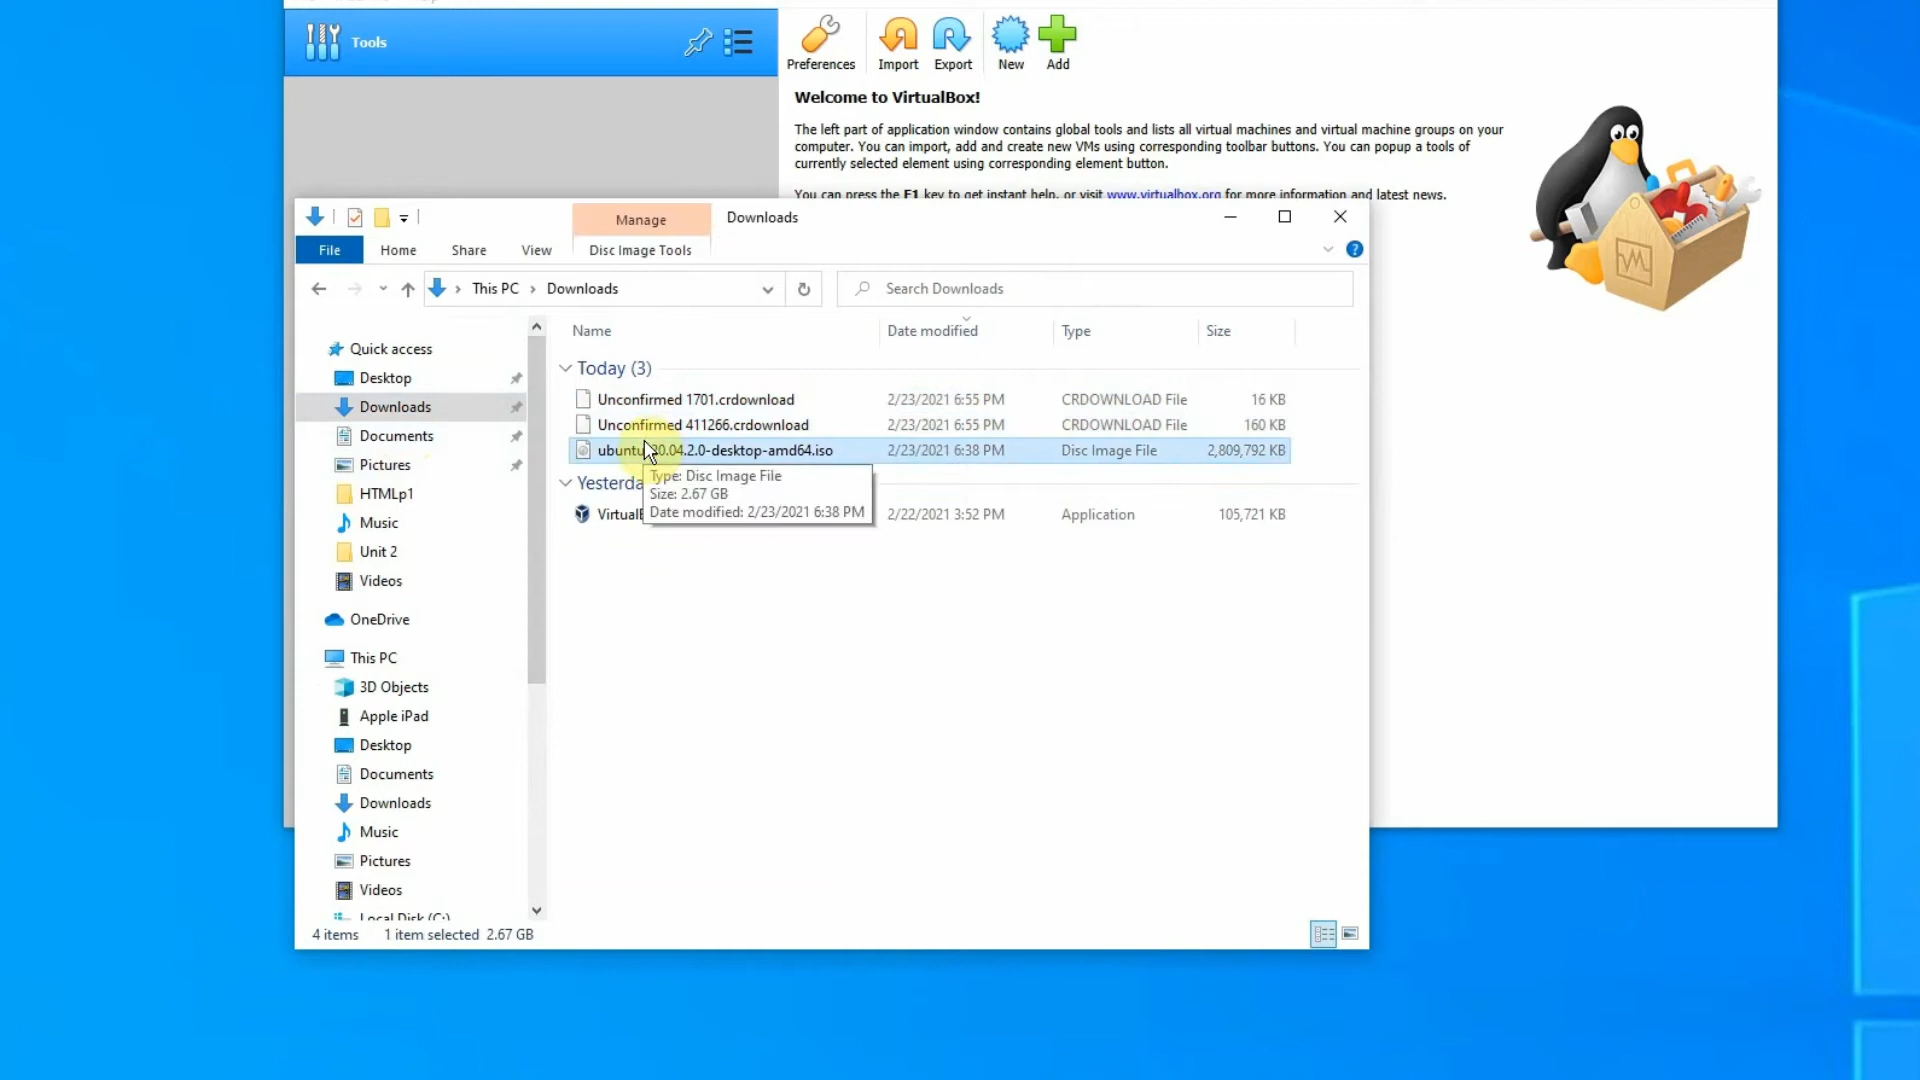 Tools
Preferences
Import
Export
New
Add
Welcome to VirtualBox!
The left part of application window contains global tools and lists all virtual machines and virtual machine groups on your
computer. You can import, add and create new VMs using corresponding toolbar buttons. You can popup a tools of
currently selected element using corresponding element button.
You can press the F1 key to get instant help, or visit www.virtualbox.org for more information and latest news.
Manage
Downloads
File
Home
Share
View
Disc Image Tools
This PC
Downloads
Search Downloads
Name
Date modified
Type
Size
Quick access
Desktop
Downloads
Documents
Pictures
HTMLp1
Music
Unit 2
Videos
OneDrive
This PC
3D Objects
Apple iPad
Desktop
Documents
Downloads
Music
Pictures
Videos
Local Disk (C:)
Today (3)
Unconfirmed 1701.crdownload 2/23/2021 6:55 PM CRDOWNLOAD File 16 KB
Unconfirmed 411266.crdownload 2/23/2021 6:55 PM CRDOWNLOAD File 160 KB
ubuntu-20.04.2.0-desktop-amd64.iso 2/23/2021 6:38 PM Disc Image File 2,809,792 KB
Yesterda
Type: Disc Image File
Size: 2.67 GB
Date modified: 2/23/2021 6:38 PM
Virtual 2/22/2021 3:52 PM Application 105,721 KB
4 items 1 item selected 2.67 GB